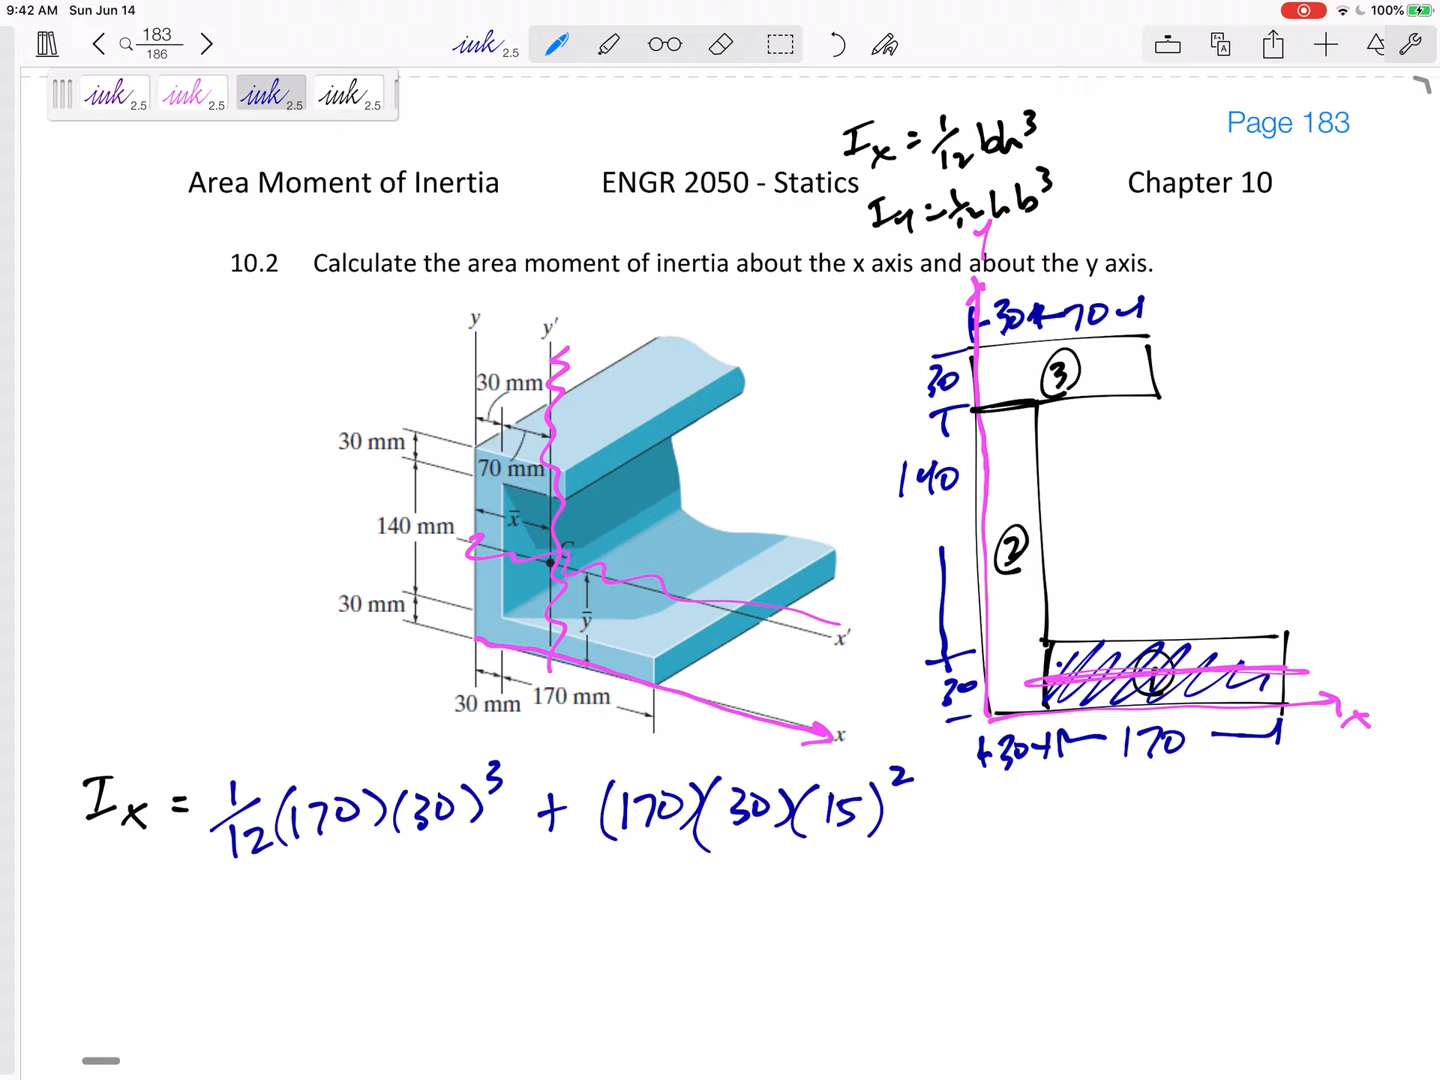 9:42 AM Sun Jun 14
100%
183
186
ink 2.5
ink 2.5 ink 2.5 ink 2.5 ink 2.5
Page 183
Ix = 1/12 bh³
Area Moment of Inertia ENGR 2050 - Statics Chapter 10
Iy = 1/12 hb³
y
10.2 Calculate the area moment of inertia about the x axis and about the y axis.
y
y′
30 mm
30 mm
70 mm
x̄
140 mm
C
30 mm
ȳ
x′
30 mm
170 mm
x
30 70
30
3
140
2
1
30
x
30 170
Ix = 1/12 (170)(30)³ + (170)(30)(15)²